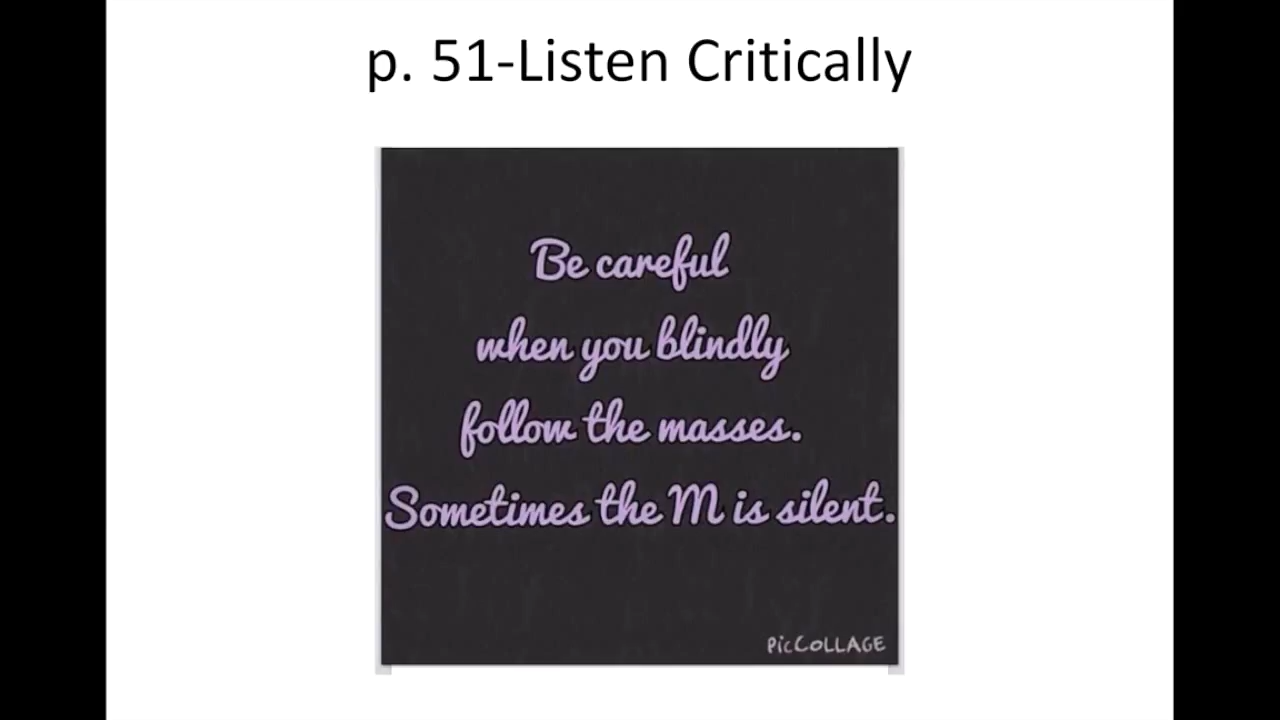 p. 51-Listen Critically
Be careful
when you blindly
follow the masses.
Sometimes the M is silent.
PicCOLLAGE